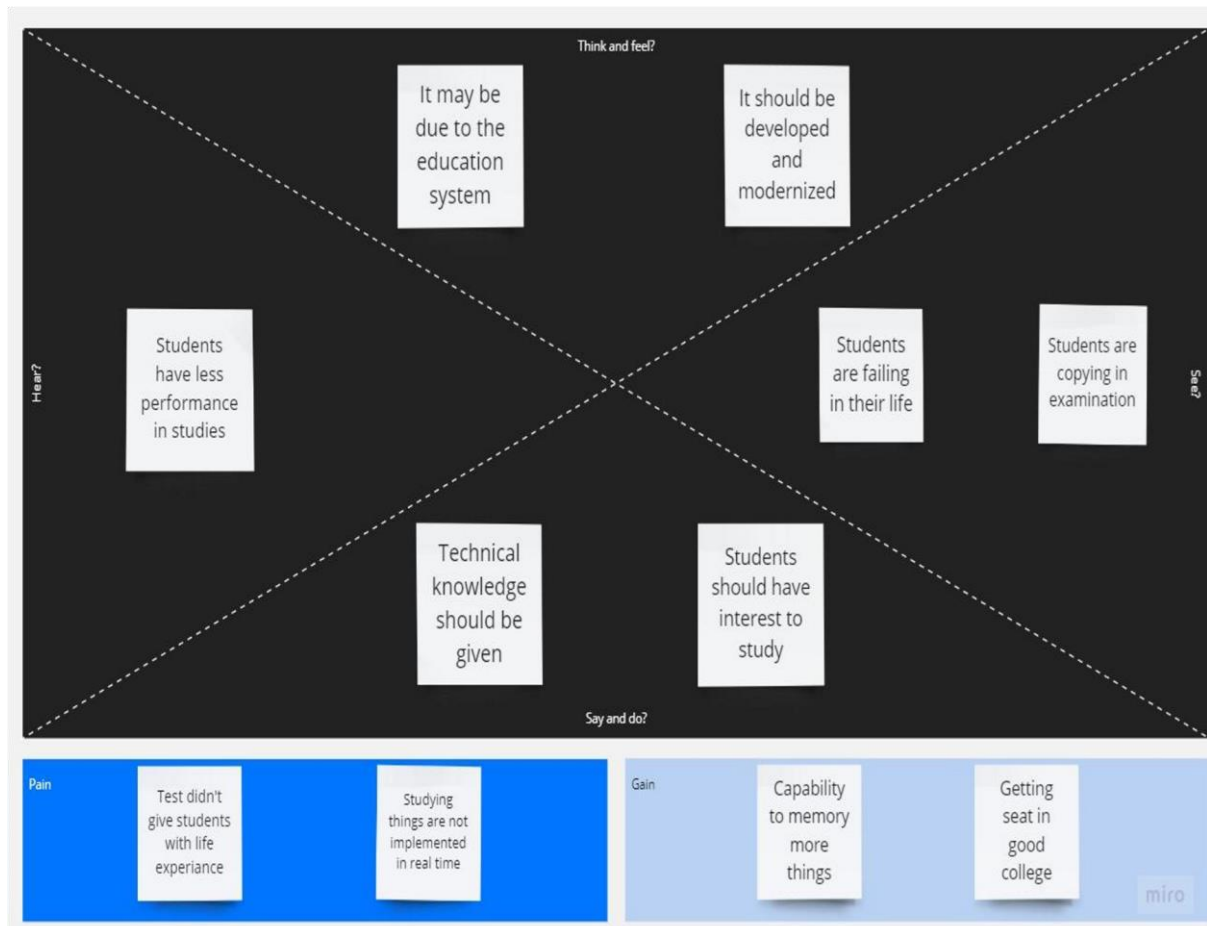 Think and feel?
It may be
due to the
education
system
It should be
developed
and
modernized
Hear?
Students
have less
performance
in studies
Students
are failing
in their life
Students are
copying in
examination
See?
Technical
knowledge
should be
given
Students
should have
interest to
study
Say and do?
Pain
Test didn't
give students
with life
experiance
Studying
things are not
implemented
in real time
Gain
Capability
to memory
more
things
Getting
seat in
good
college
miro